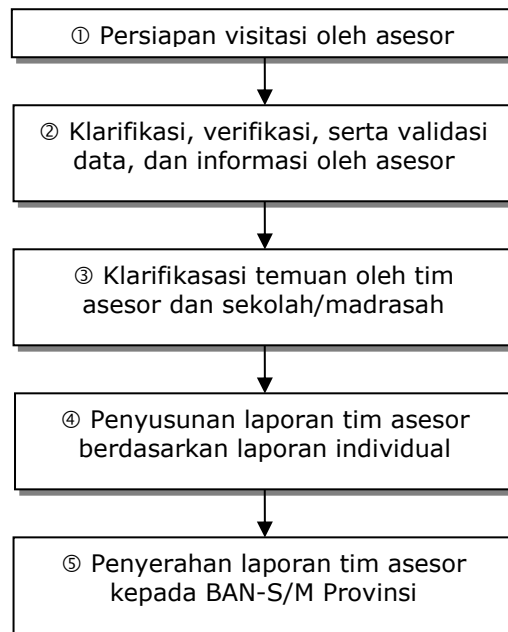 ① Persiapan visitasi oleh asesor
② Klarifikasi, verifikasi, serta validasi
data, dan informasi oleh asesor
③ Klarifikasasi temuan oleh tim
asesor dan sekolah/madrasah
④ Penyusunan laporan tim asesor
berdasarkan laporan individual
⑤ Penyerahan laporan tim asesor
kepada BAN-S/M Provinsi